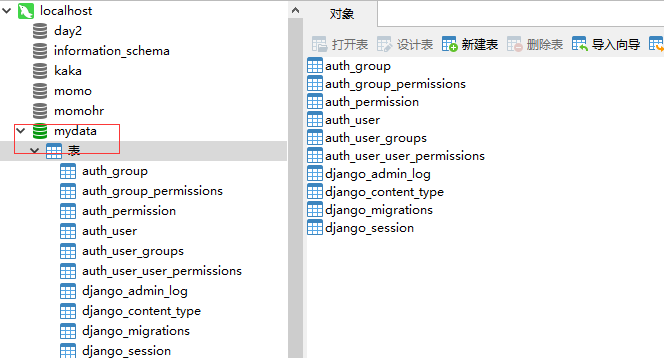 localhost
day2
information_schema
kaka
momo
momohr
mydata
表
auth_group
auth_group_permissions
auth_permission
auth_user
auth_user_groups
auth_user_user_permissions
django_admin_log
django_content_type
django_migrations
django_session
对象
打开表 设计表 新建表 删除表 导入向导
auth_group
auth_group_permissions
auth_permission
auth_user
auth_user_groups
auth_user_user_permissions
django_admin_log
django_content_type
django_migrations
django_session